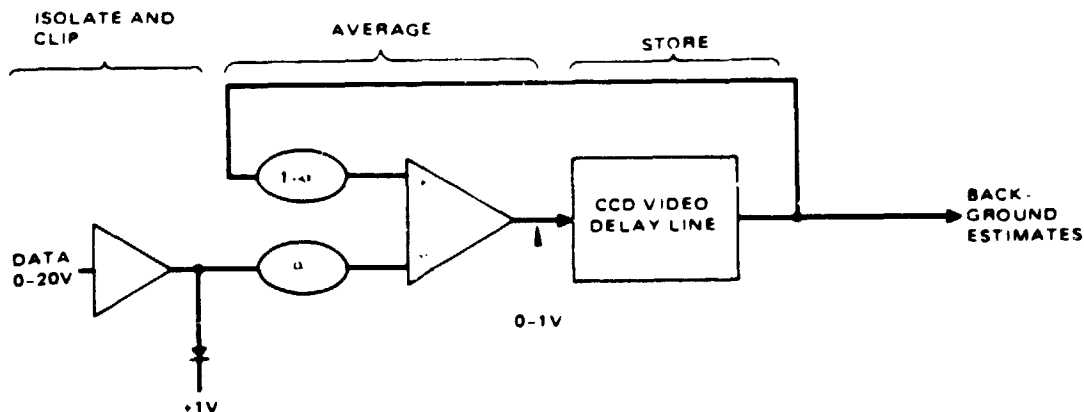 ISOLATE AND
CLIP
AVERAGE
STORE
CCD VIDEO
DELAY LINE
BACK-
GROUND
ESTIMATES
DATA
0-20V
α
+
0-1V
+1V